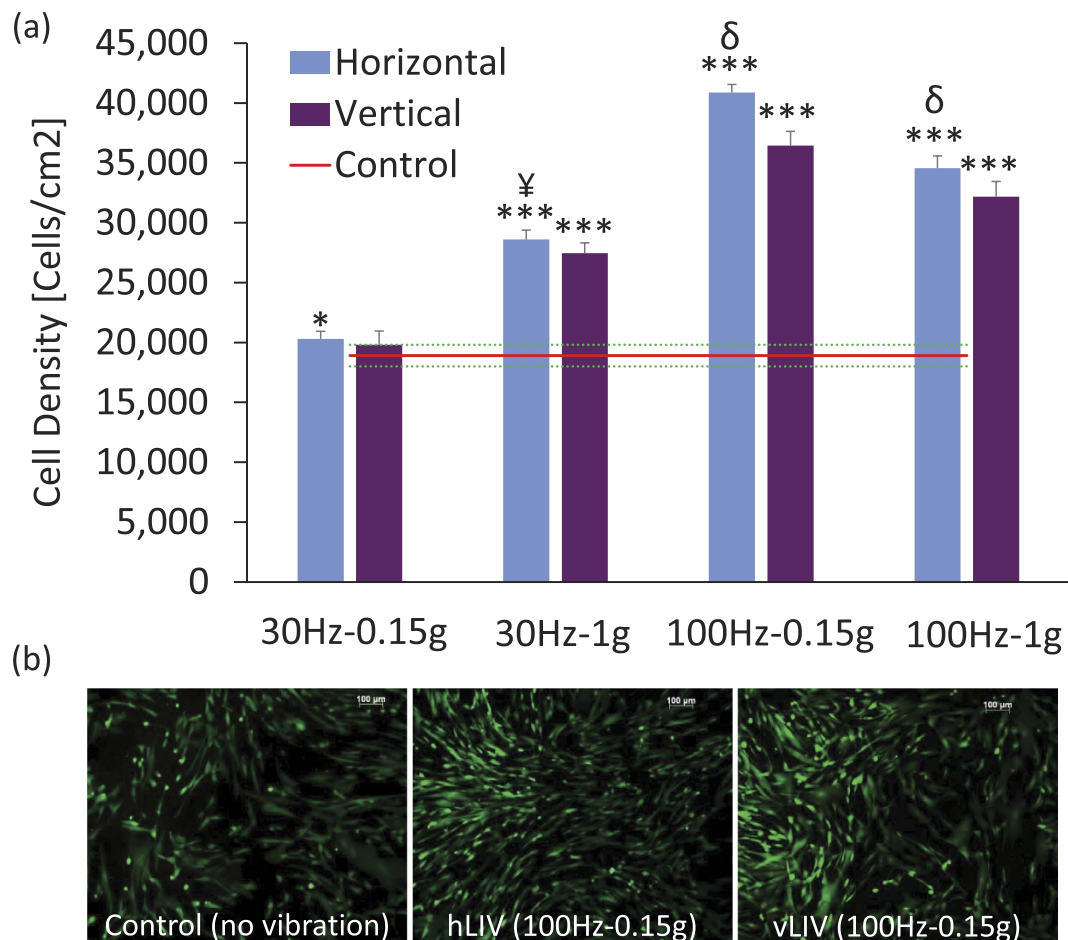 (a)
Cell Density [Cells/cm2]
45,000
40,000
35,000
30,000
25,000
20,000
15,000
10,000
5,000
0
Horizontal
Vertical
Control
*
¥
***
***
δ
***
***
δ
***
***
30Hz-0.15g 30Hz-1g 100Hz-0.15g 100Hz-1g
(b)
100 µm 100 µm 100 µm
Control (no vibration) hLIV (100Hz-0.15g) vLIV (100Hz-0.15g)